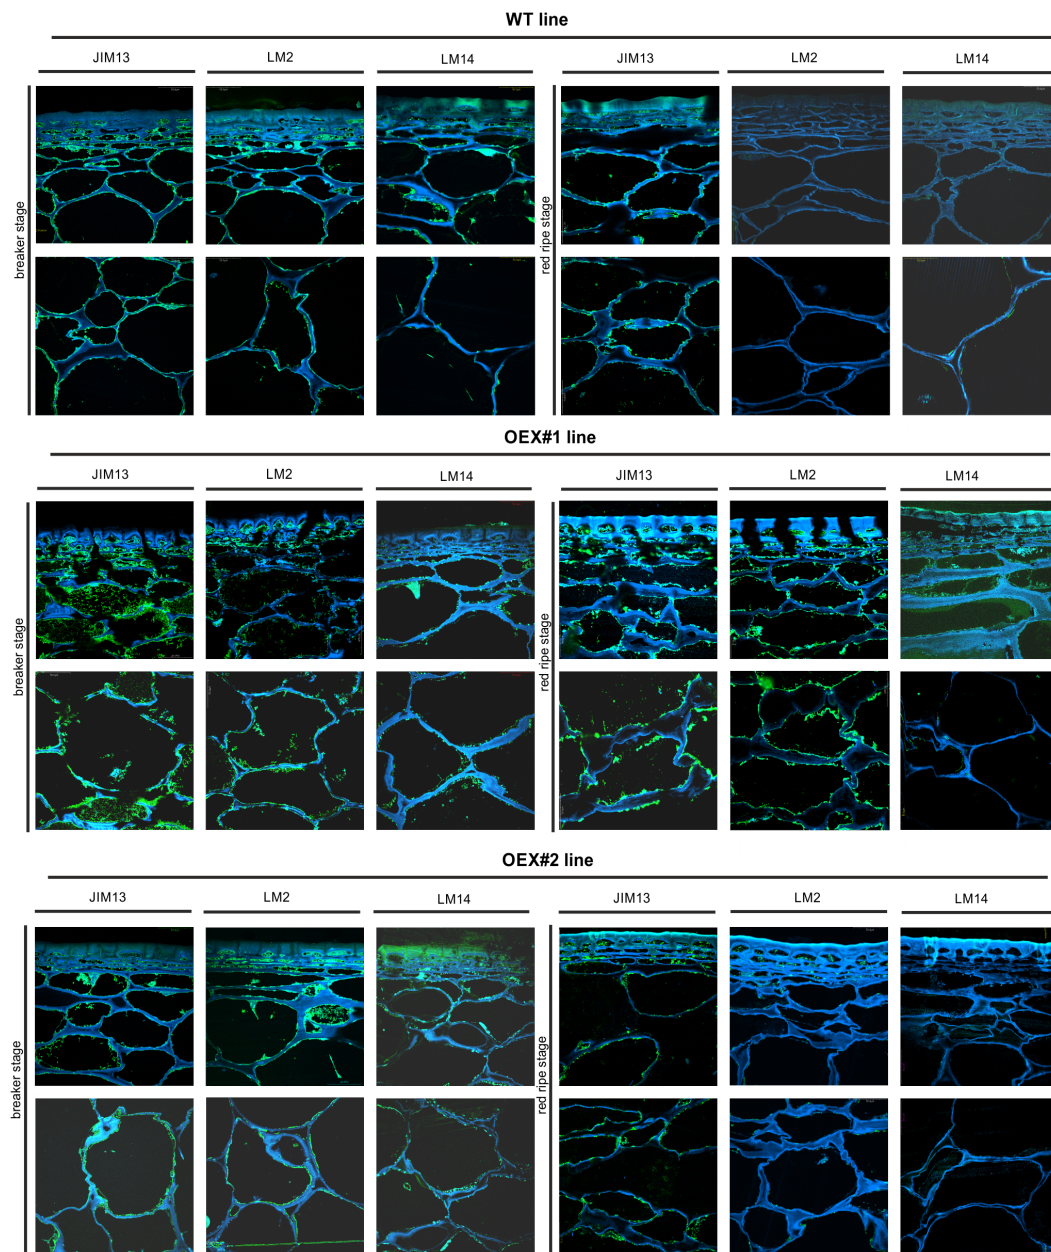 WT line
JIM13 LM2 LM14 JIM13 LM2 LM14
breaker stage
red ripe stage
OEX#1 line
JIM13 LM2 LM14 JIM13 LM2 LM14
breaker stage
red ripe stage
OEX#2 line
JIM13 LM2 LM14 JIM13 LM2 LM14
breaker stage
red ripe stage